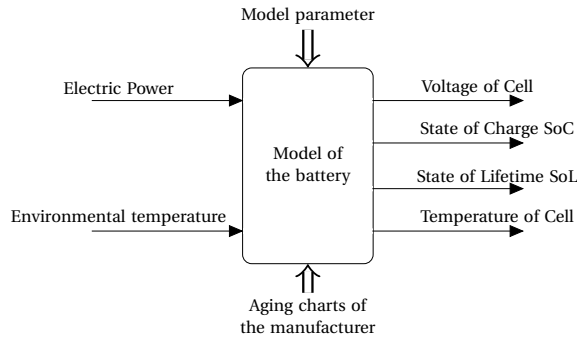 Model parameter
Electric Power
Voltage of Cell
State of Charge SoC
Model of
the battery
State of Lifetime SoL
Environmental temperature
Temperature of Cell
Aging charts of
the manufacturer